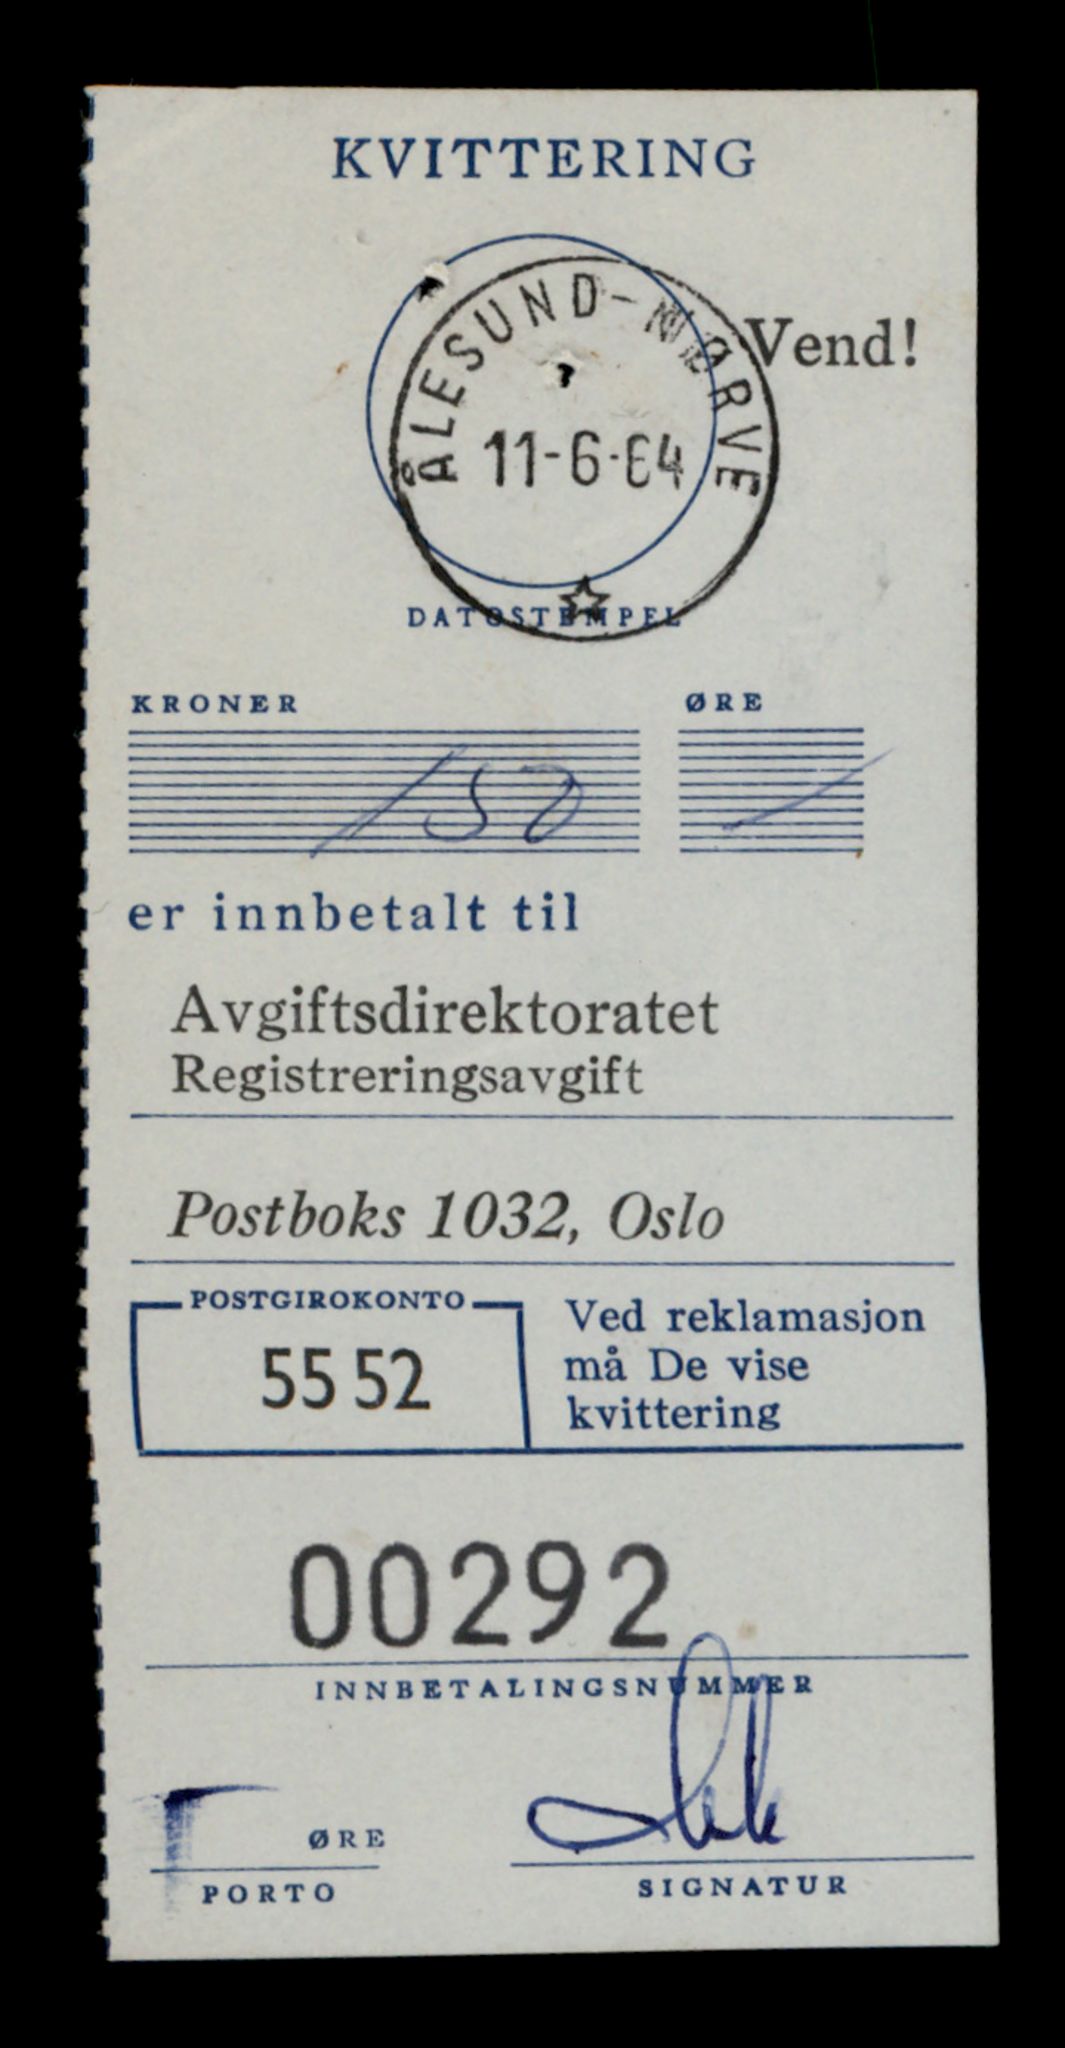 KVITTERING
ÅLESUND-NØRVE
Vend!
11-6-64
DATOSTEMPEL
KRONER ØRE
150 —
er innbetalt til
Avgiftsdirektoratet
Registreringsavgift
Postboks 1032, Oslo
POSTGIROKONTO
55 52
Ved reklamasjon
må De vise
kvittering
00292
INNBETALINGSNUMMER
ØRE
PORTO
SIGNATUR